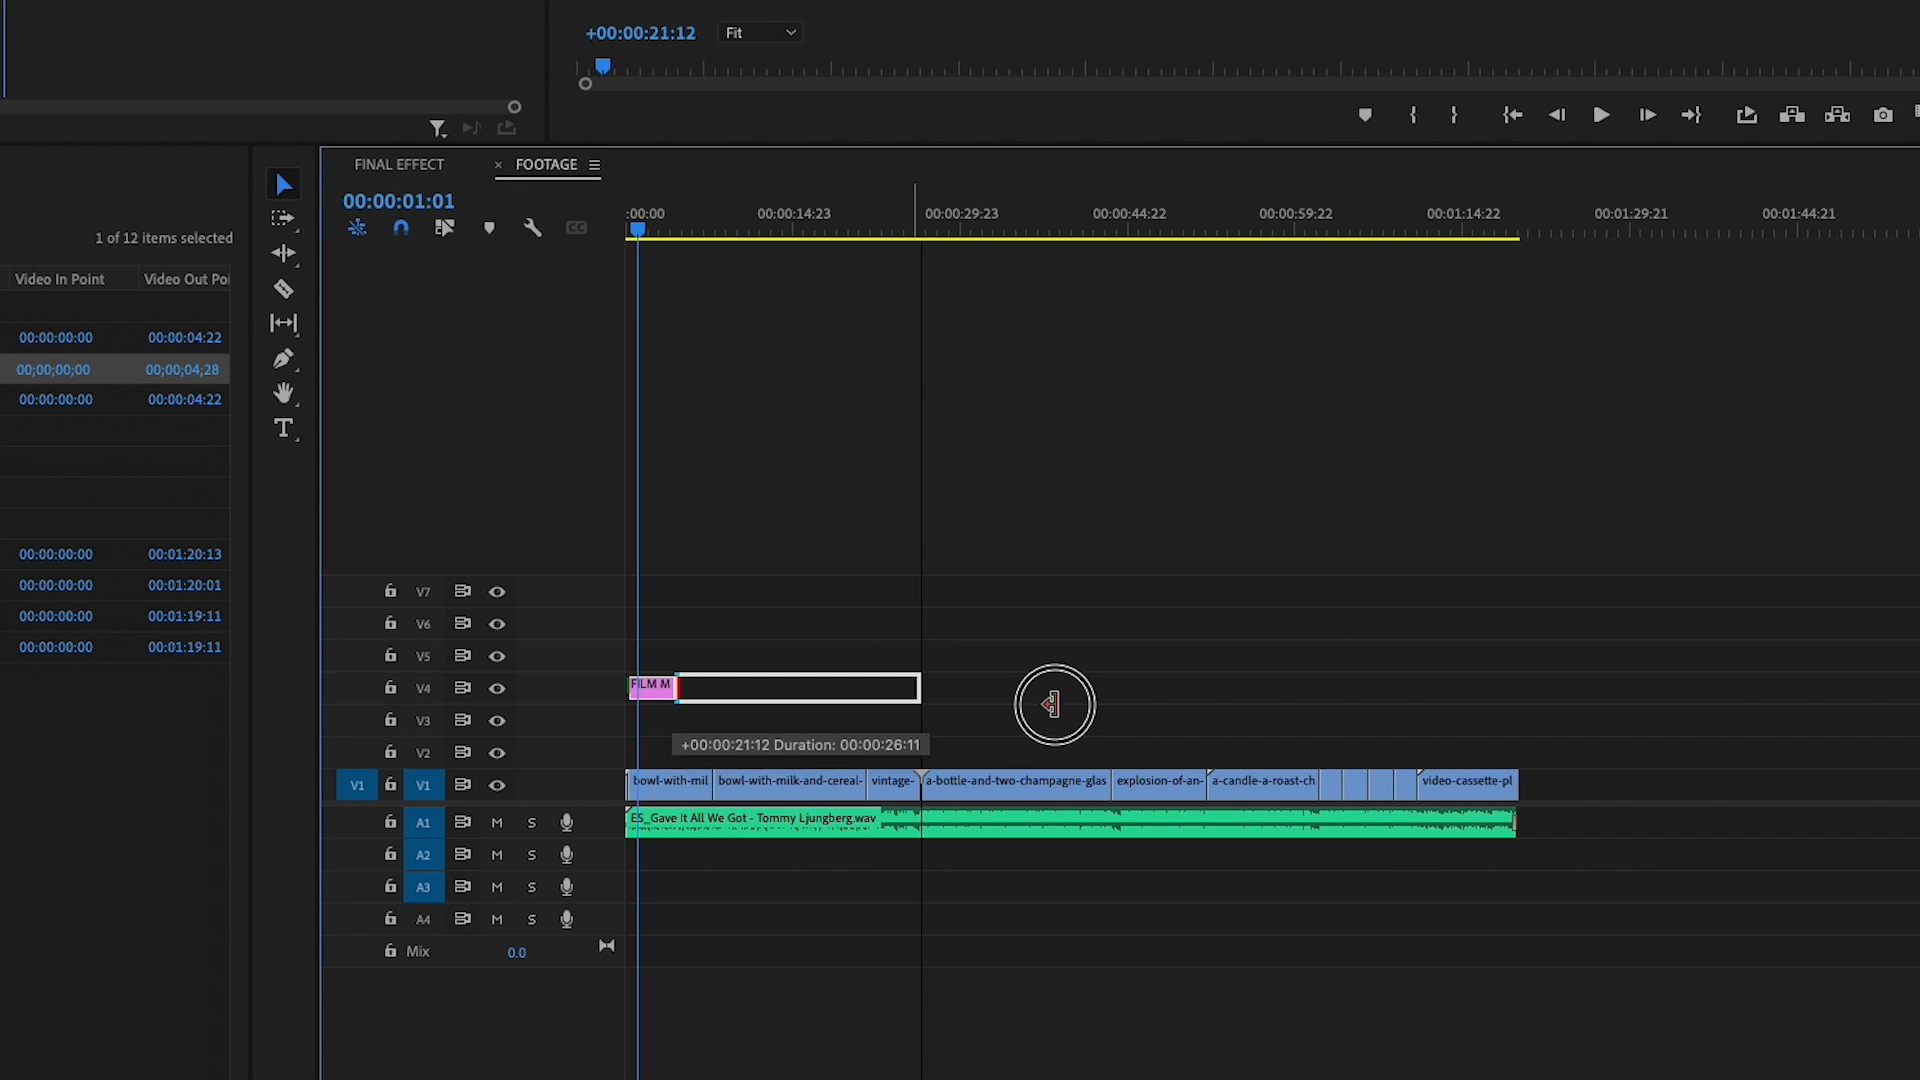 +00:00:21:12 Fit
FINAL EFFECT × FOOTAGE
00:00:01:01
CC
:00:00 00:00:14:23 00:00:29:23 00:00:44:22 00:00:59:22 00:01:14:22 00:01:29:21 00:01:44:21
1 of 12 items selected
Video In Point Video Out Poi
00:00:00:00 00:00:04:22
00;00;00;00 00;00;04;28
00:00:00:00 00:00:04:22
T
00:00:00:00 00:01:20:13
00:00:00:00 00:01:20:01
00:00:00:00 00:01:19:11
00:00:00:00 00:01:19:11
V7
V6
V5
V4 FILM M
V3
+00:00:21:12 Duration: 00:00:26:11
V2
V1 V1 bowl-with-mil bowl-with-milk-and-cereal- vintage- a-bottle-and-two-champagne-glas explosion-of-an- a-candle-a-roast-ch video-cassette-pl
A1 M S ES_Gave It All We Got - Tommy Ljungberg.wav
A2 M S
A3 M S
A4 M S
Mix 0.0